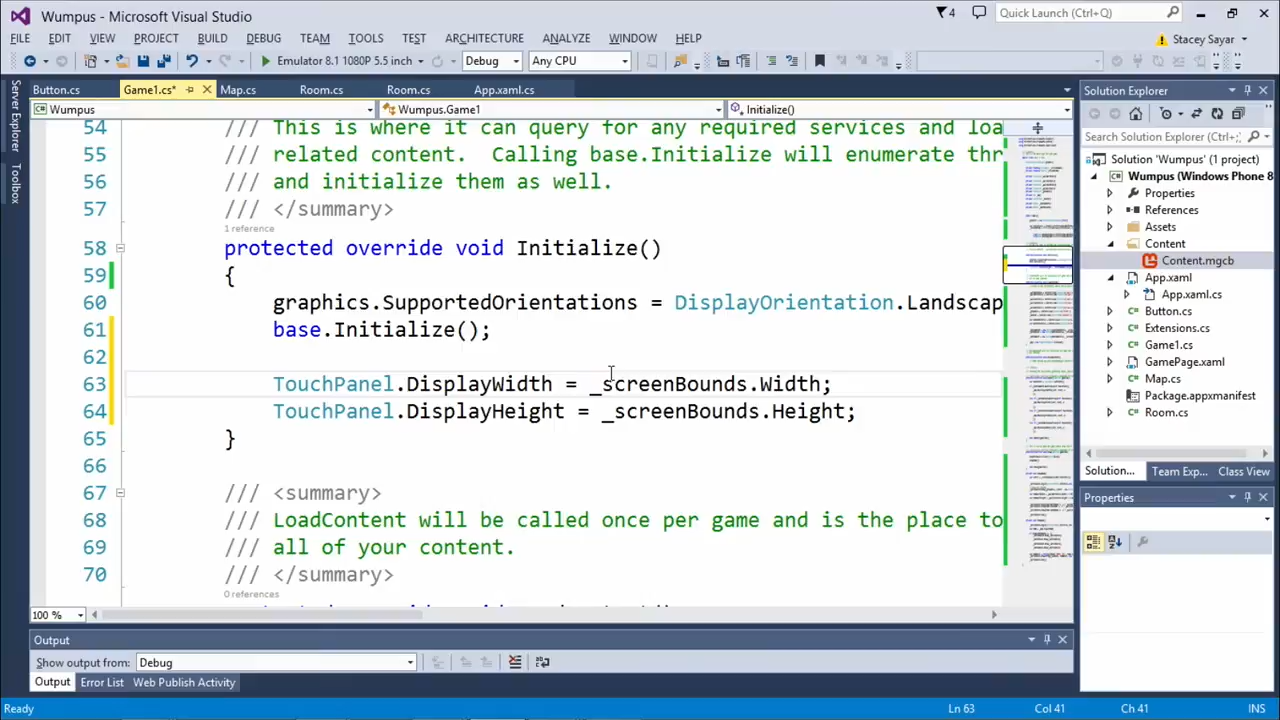 Wumpus - Microsoft Visual Studio
4
Quick Launch (Ctrl+Q)
FILE EDIT VIEW PROJECT BUILD DEBUG TEAM TOOLS TEST ARCHITECTURE ANALYZE WINDOW HELP
Stacey Sayar
Emulator 8.1 1080P 5.5 inch
Debug
Any CPU
Server Explorer
Toolbox
Button.cs
Game1.cs*
Map.cs
Room.cs
Room.cs
App.xaml.cs
Wumpus
Wumpus.Game1
Initialize()
54 /// This is where it can query for any required services and loa
55 /// related content. Calling base.Initialize will enumerate thr
56 /// and initialize them as well.
57 /// </summary>
1 reference
58 protected override void Initialize()
59 {
60 graphics.SupportedOrientations = DisplayOrientation.Landscap
61 base.Initialize();
62
63 TouchPanel.DisplayWidth = _screenBounds.Width;
64 TouchPanel.DisplayHeight = _screenBounds.Height;
65 }
66
67 /// <summary>
68 /// LoadContent will be called once per game and is the place to
69 /// all of your content.
70 /// </summary>
0 references
100 %
Solution Explorer
Search Solution Explorer (Ctrl+;)
Solution 'Wumpus' (1 project)
Wumpus (Windows Phone 8
Properties
References
Assets
Content
Content.mgcb
App.xaml
App.xaml.cs
Button.cs
Extensions.cs
Game1.cs
GamePage.xaml
Map.cs
Package.appxmanifest
Room.cs
Solution...
Team Exp...
Class View
Properties
Output
Show output from: Debug
Output
Error List
Web Publish Activity
Ready
Ln 63
Col 41
Ch 41
INS